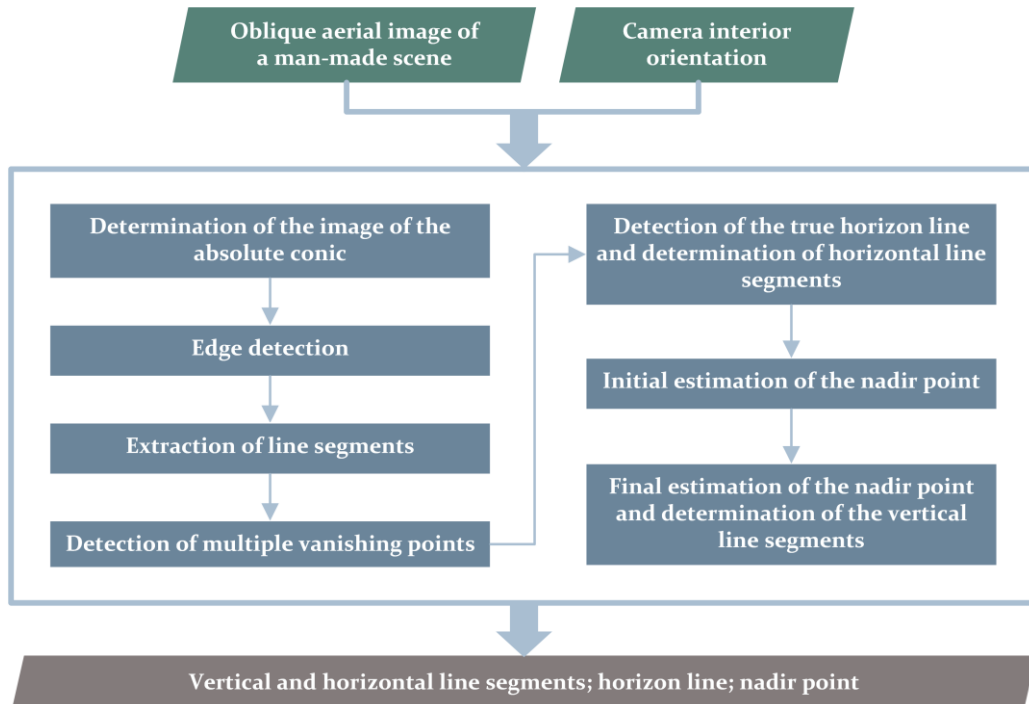 Oblique aerial image of
a man-made scene
Camera interior
orientation
Determination of the image of the
absolute conic
Edge detection
Extraction of line segments
Detection of multiple vanishing points
Detection of the true horizon line
and determination of horizontal line
segments
Initial estimation of the nadir point
Final estimation of the nadir point
and determination of the vertical
line segments
Vertical and horizontal line segments; horizon line; nadir point